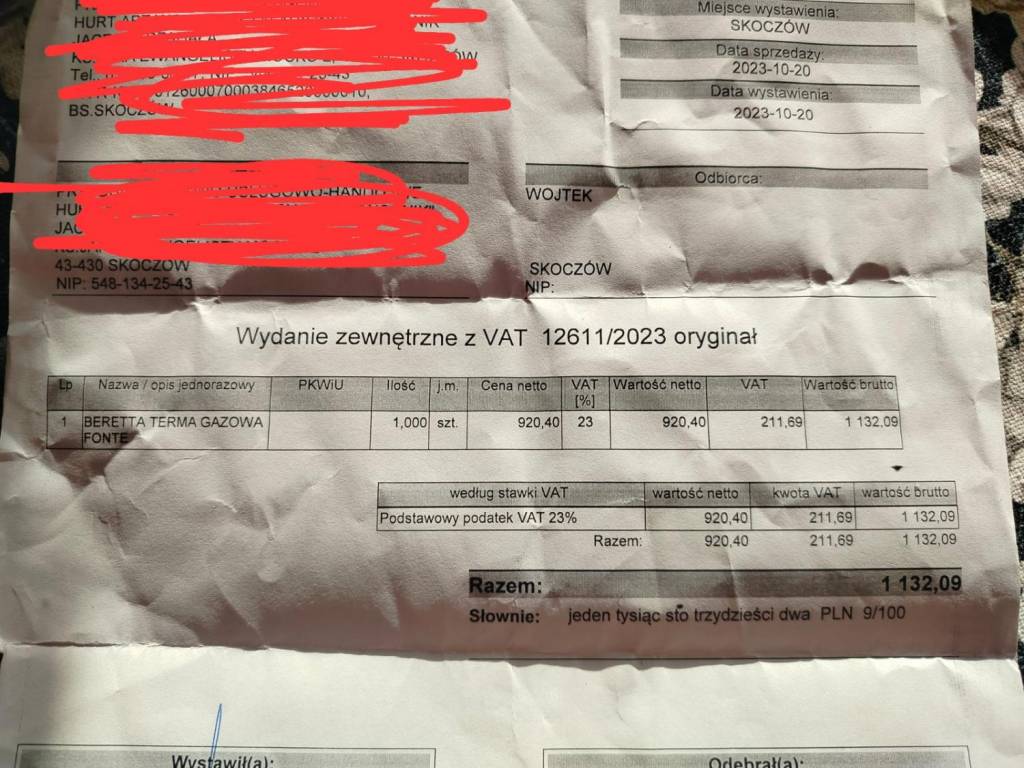 HURT
Miejsce wystawienia:
SKOCZÓW
Data sprzedaży:
2023-10-20
Data wystawienia:
2023-10-20
Tel.
BS.SKOCZ
Odbiorca:
WOJTEK
43-430 SKOCZÓW
NIP: 548-134-25-43
SKOCZÓW
NIP:
Wydanie zewnętrzne z VAT 12611/2023 oryginał
Lp Nazwa / opis jednorazowy PKWiU Ilość j.m. Cena netto VAT [%] Wartość netto VAT Wartość brutto
1 BERETTA TERMA GAZOWA 1,000 szt. 920,40 23 920,40 211,69 1 132,09
FONTE
według stawki VAT wartość netto kwota VAT wartość brutto
Podstawowy podatek VAT 23% 920,40 211,69 1 132,09
Razem: 920,40 211,69 1 132,09
Razem: 1 132,09
Słownie: jeden tysiąc sto trzydzieści dwa PLN 9/100
Wystawił(a): Odebrał(a):